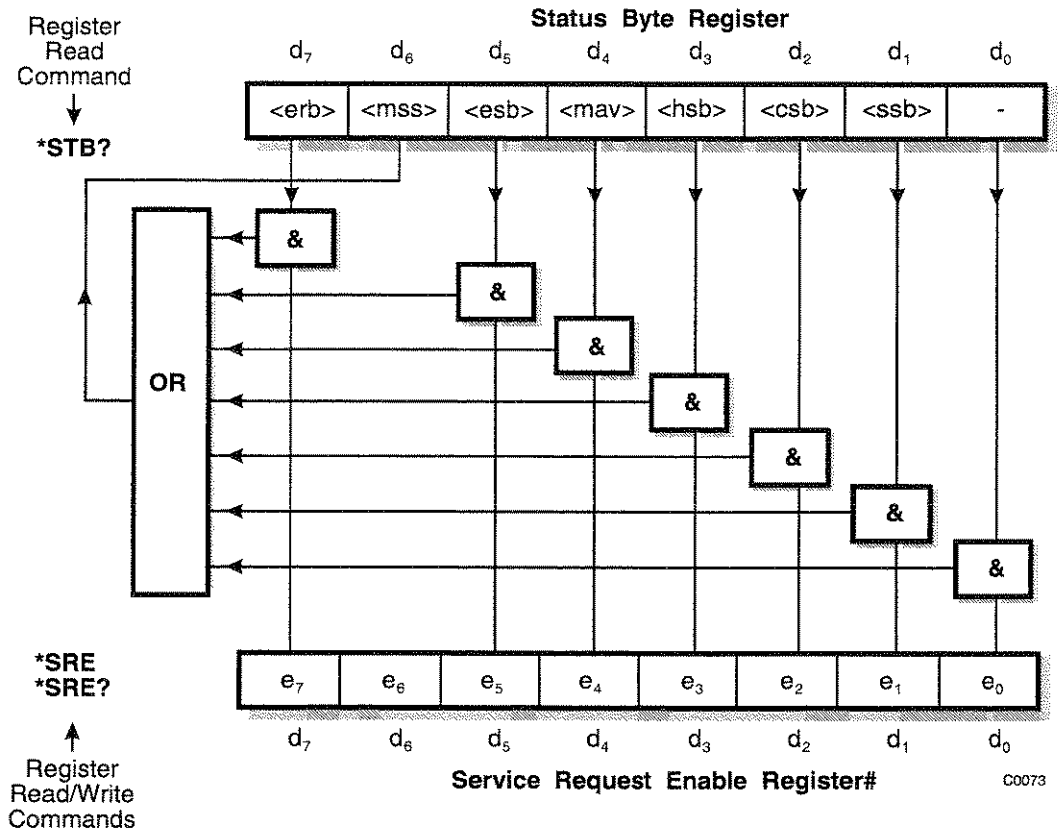 Status Byte Register
Register
Read
Command
*STB?
d₇ d₆ d₅ d₄ d₃ d₂ d₁ d₀
<erb> <mss> <esb> <mav> <hsb> <csb> <ssb> -
&
&
&
&
OR
&
&
&
*SRE
*SRE?
e₇ e₆ e₅ e₄ e₃ e₂ e₁ e₀
d₇ d₆ d₅ d₄ d₃ d₂ d₁ d₀
Register
Read/Write
Commands
Service Request Enable Register#
C0073